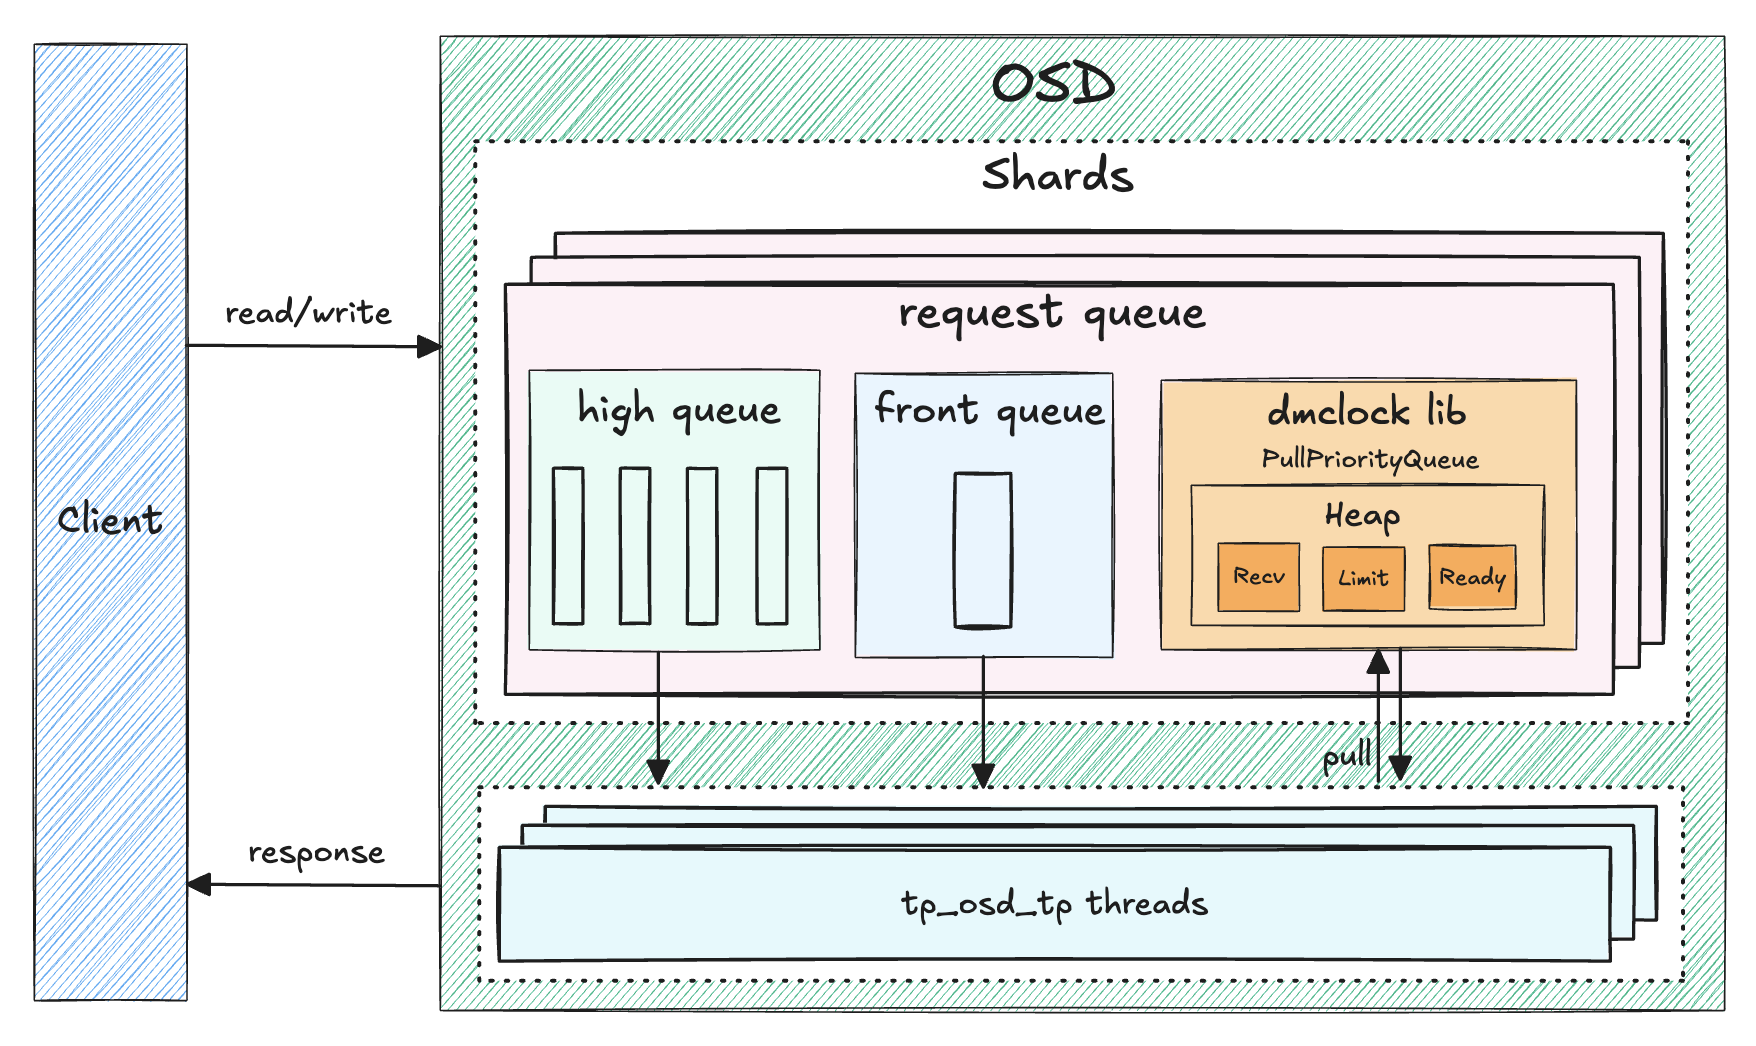 OSD
Shards
request queue
read/write
high queue
front queue
dmclock lib
PullPriorityQueue
Heap
Recv
Limit
Ready
Client
pull
response
tp_osd_tp threads